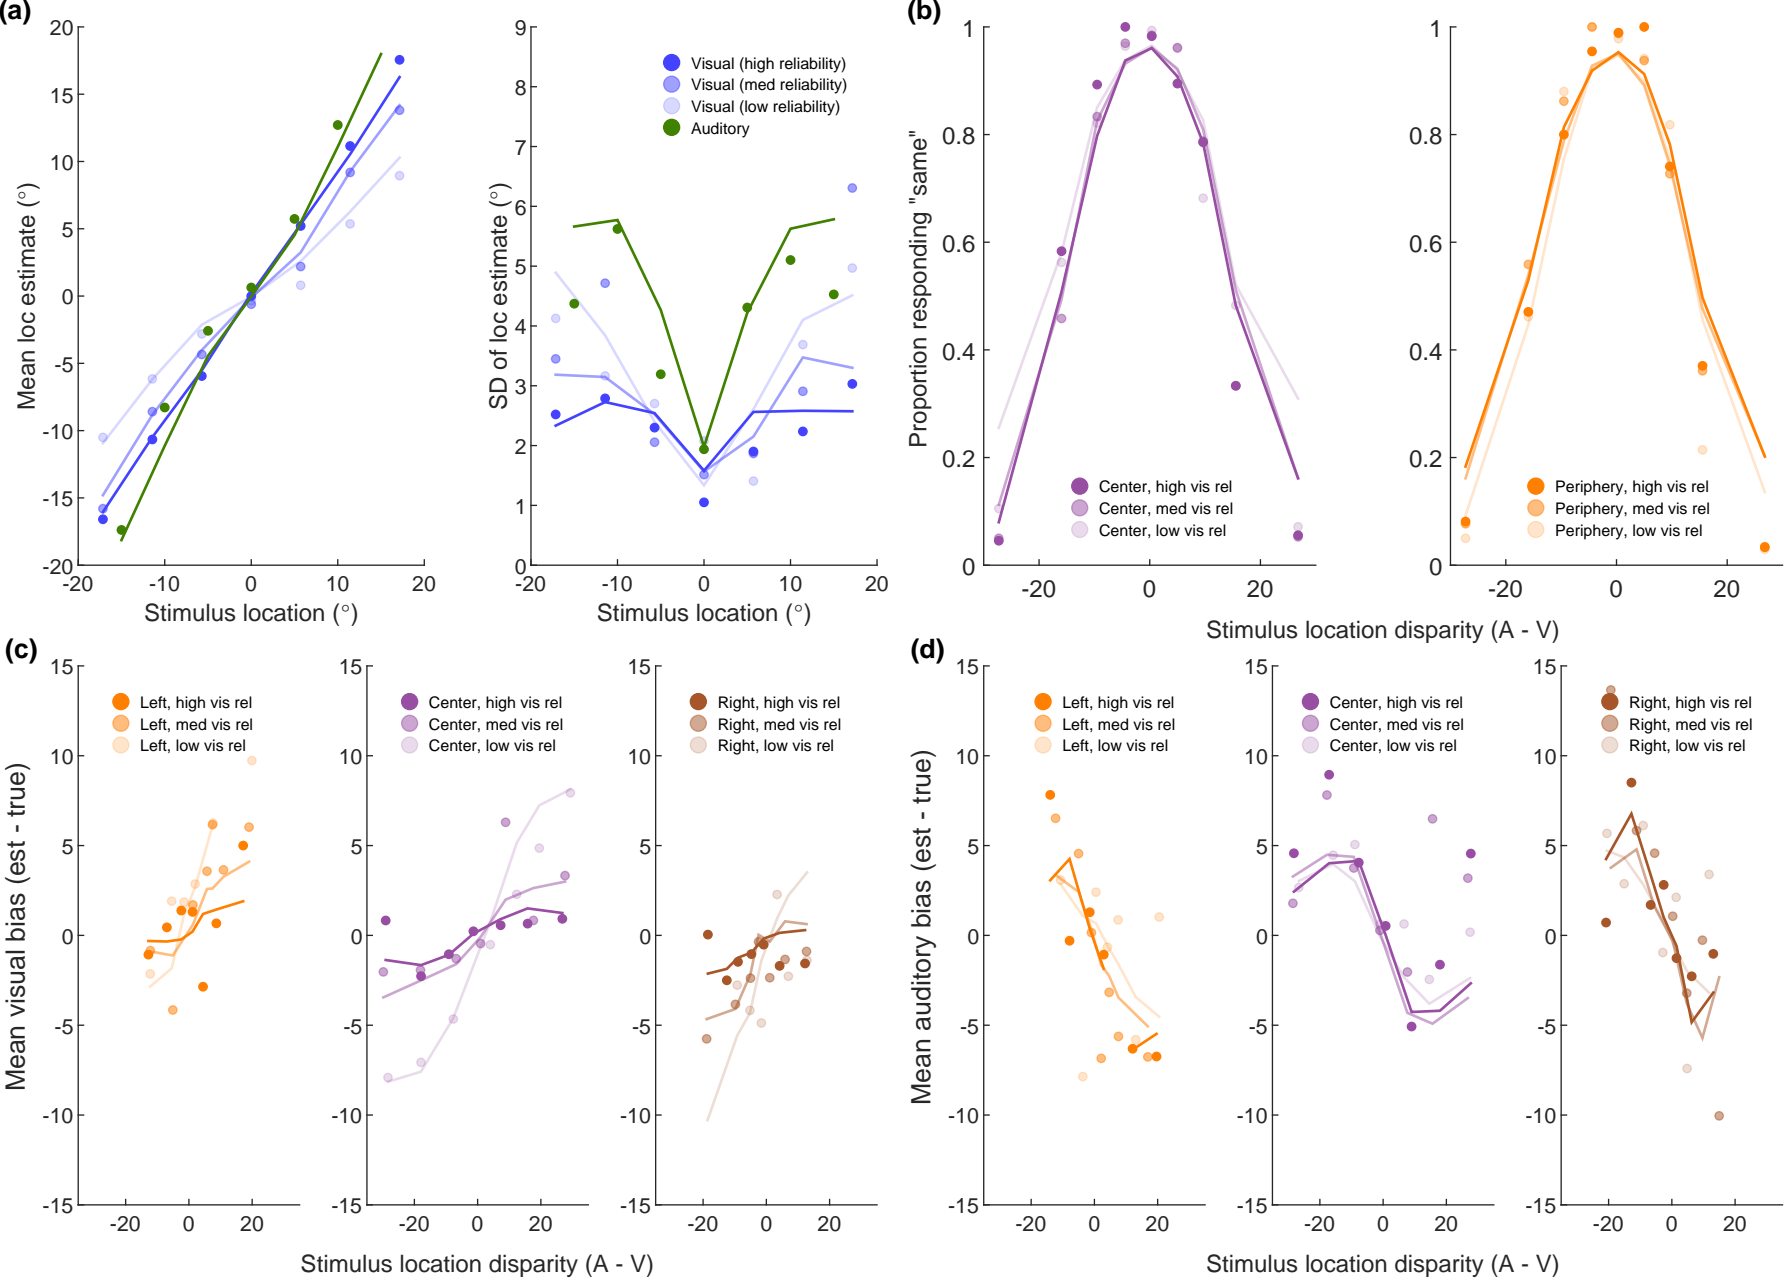 (a)
20
15
10
5
0
-5
-10
-15
-20
-20
-10
0
10
20
Mean loc estimate (°)
Stimulus location (°)
9
8
7
6
5
4
3
2
1
0
-20
-10
0
10
20
SD of loc estimate (°)
Stimulus location (°)
Visual (high reliability)
Visual (med reliability)
Visual (low reliability)
Auditory
(b)
1
0.8
0.6
0.4
0.2
0
-20
0
20
Proportion responding "same"
Center, high vis rel
Center, med vis rel
Center, low vis rel
1
0.8
0.6
0.4
0.2
0
-20
0
20
Periphery, high vis rel
Periphery, med vis rel
Periphery, low vis rel
Stimulus location disparity (A - V)
(c)
15
10
5
0
-5
-10
-15
-20
0
20
Mean visual bias (est - true)
Left, high vis rel
Left, med vis rel
Left, low vis rel
15
10
5
0
-5
-10
-15
-20
0
20
Center, high vis rel
Center, med vis rel
Center, low vis rel
15
10
5
0
-5
-10
-15
-20
0
20
Right, high vis rel
Right, med vis rel
Right, low vis rel
Stimulus location disparity (A - V)
(d)
15
10
5
0
-5
-10
-15
-20
0
20
Mean auditory bias (est - true)
Left, high vis rel
Left, med vis rel
Left, low vis rel
15
10
5
0
-5
-10
-15
-20
0
20
Center, high vis rel
Center, med vis rel
Center, low vis rel
15
10
5
0
-5
-10
-15
-20
0
20
Right, high vis rel
Right, med vis rel
Right, low vis rel
Stimulus location disparity (A - V)